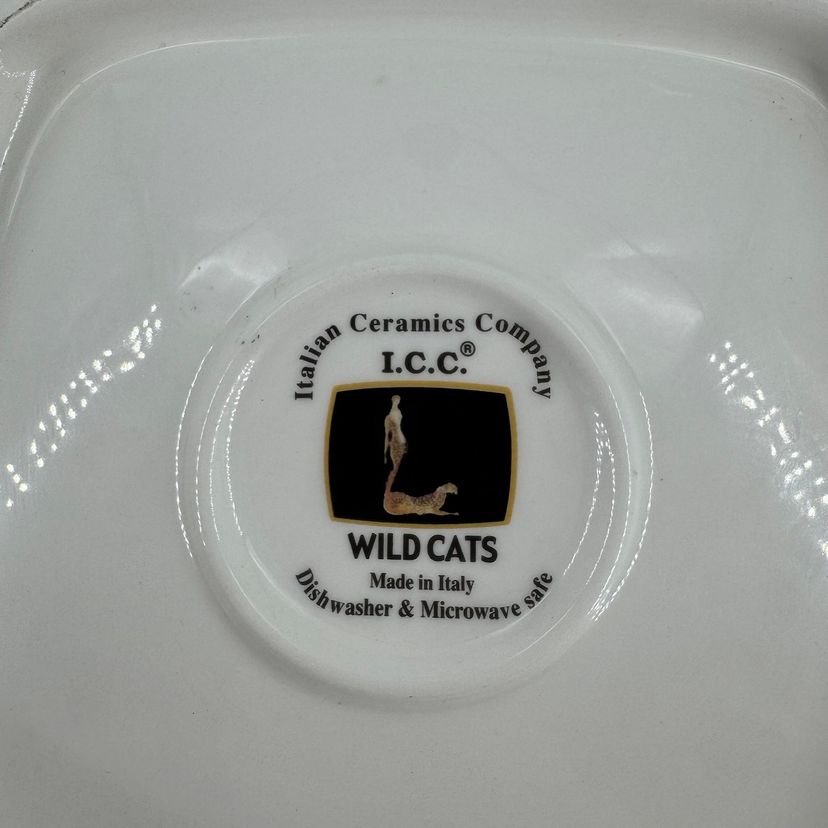 Italian Ceramics Company
I.C.C.®
WILD CATS
Made in Italy
Dishwasher & Microwave safe